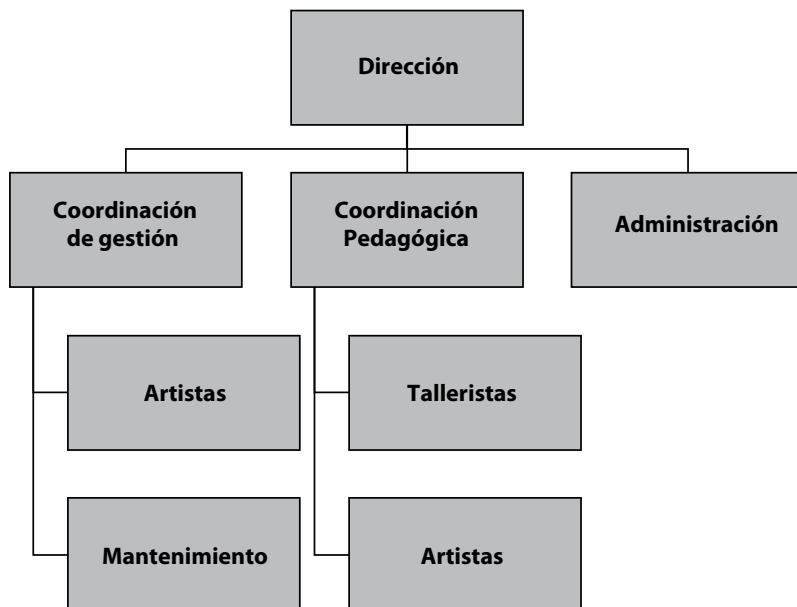 Dirección
Coordinación
de gestión
Coordinación
Pedagógica
Administración
Artistas
Talleristas
Mantenimiento
Artistas